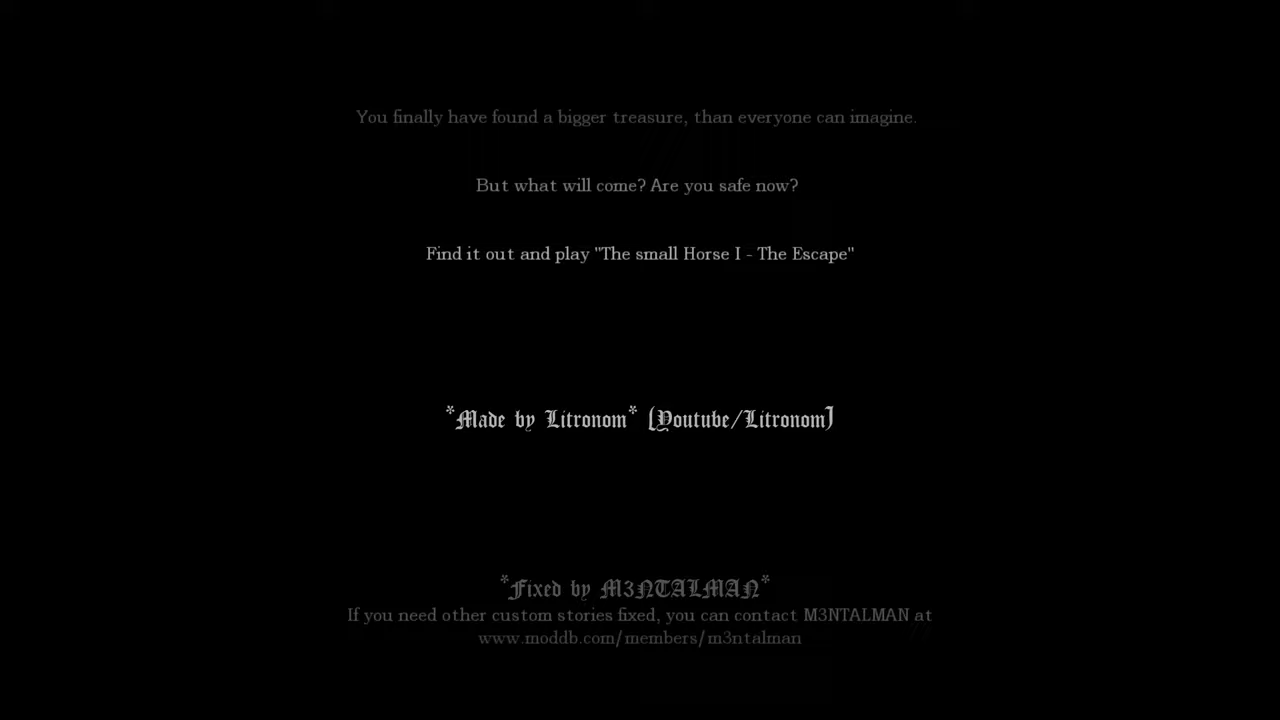 You finally have found a bigger treasure, than everyone can imagine.
But what will come? Are you safe now?
Find it out and play "The small Horse I - The Escape"
*Made by Litronom* (Youtube/Litronom)
*Fixed by M3NTALMAN*
If you need other custom stories fixed, you can contact M3NTALMAN at
www.moddb.com/members/m3ntalman